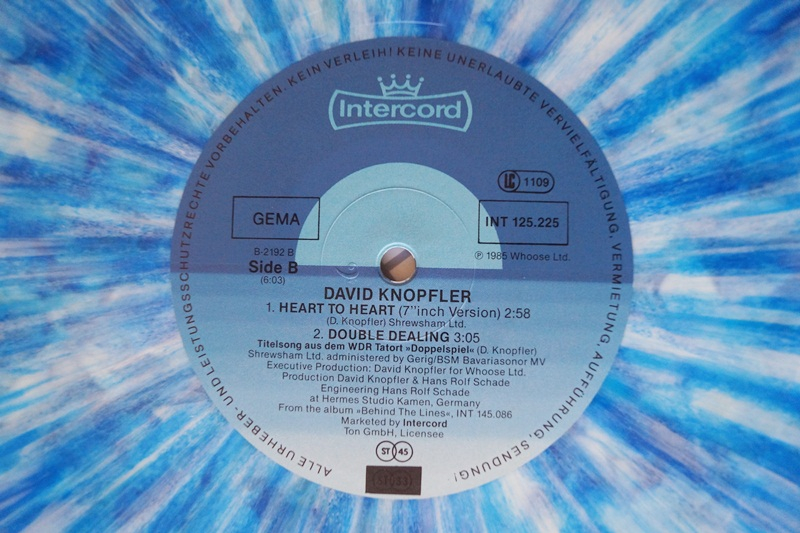 ALLE URHEBER- UND LEISTUNGSSCHUTZRECHTE VORBEHALTEN. KEIN VERLEIH! KEINE UNERLAUBTE VERVIELFÄLTIGUNG, VERMIETUNG, AUFFÜHRUNG, SENDUNG!
Intercord
LC 1109
GEMA
INT 125.225
B-2192 B
Side B
(6:03)
℗ 1985 Whoose Ltd.
DAVID KNOPFLER
1. HEART TO HEART (7"inch Version) 2:58
(D. Knopfler) Shrewsham Ltd.
2. DOUBLE DEALING 3:05
Titelsong aus dem WDR Tatort »Doppelspiel« (D. Knopfler)
Shrewsham Ltd. administered by Gerig/BSM Bavariasonor MV
Executive Production: David Knopfler for Whoose Ltd.
Production David Knopfler & Hans Rolf Schade
Engineering Hans Rolf Schade
at Hermes Studio Kamen, Germany
From the album »Behind The Lines«, INT 145.086
Marketed by Intercord
Ton GmbH, Licensee
ST 45